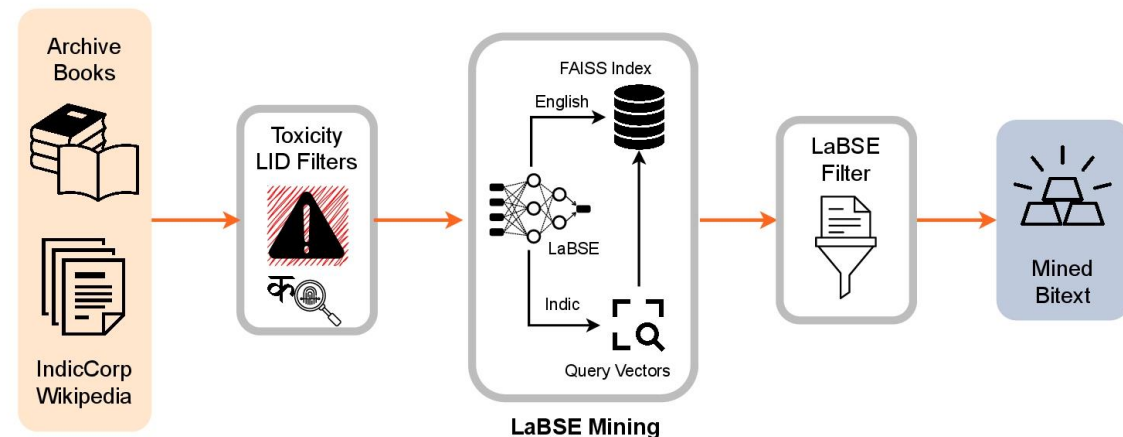 Archive
Books
IndicCorp
Wikipedia
Toxicity
LID Filters
क
FAISS Index
English
LaBSE
Indic
Query Vectors
LaBSE Mining
LaBSE
Filter
Mined
Bitext